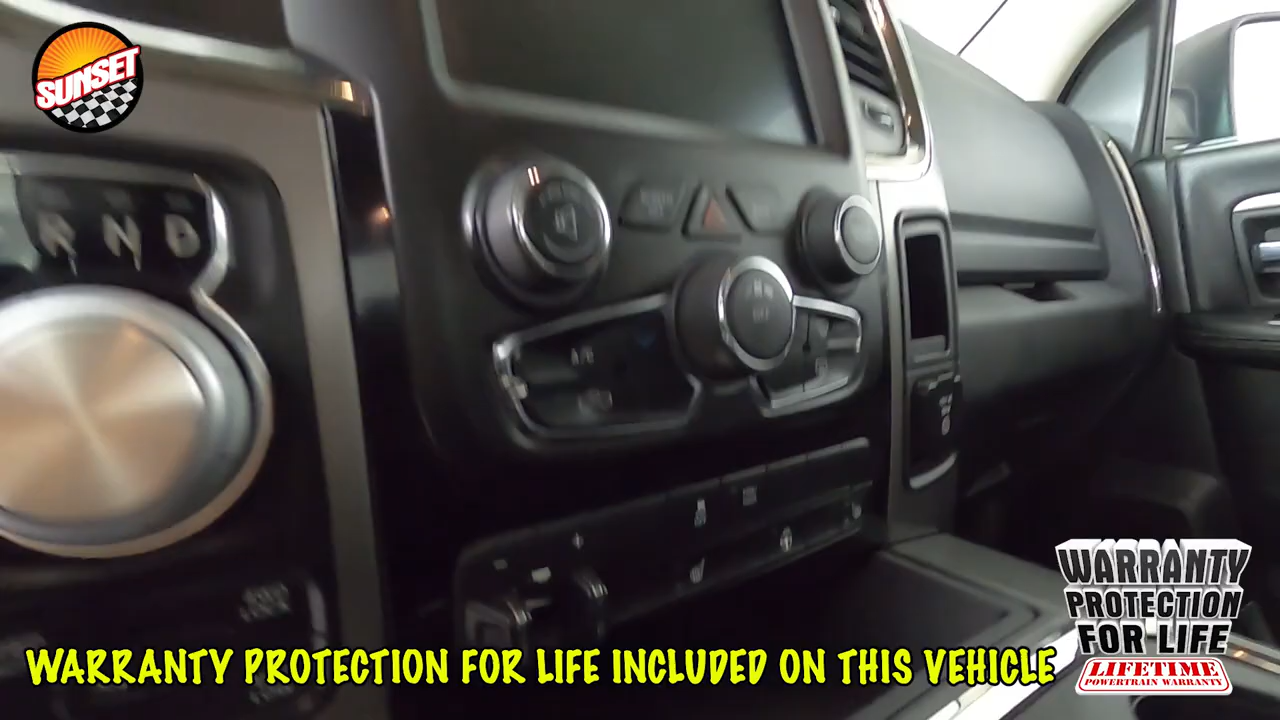 SUNSET
R N D
A/C
WARRANTY
PROTECTION
FOR LIFE
LIFETIME
POWERTRAIN WARRANTY
WARRANTY PROTECTION FOR LIFE INCLUDED ON THIS VEHICLE